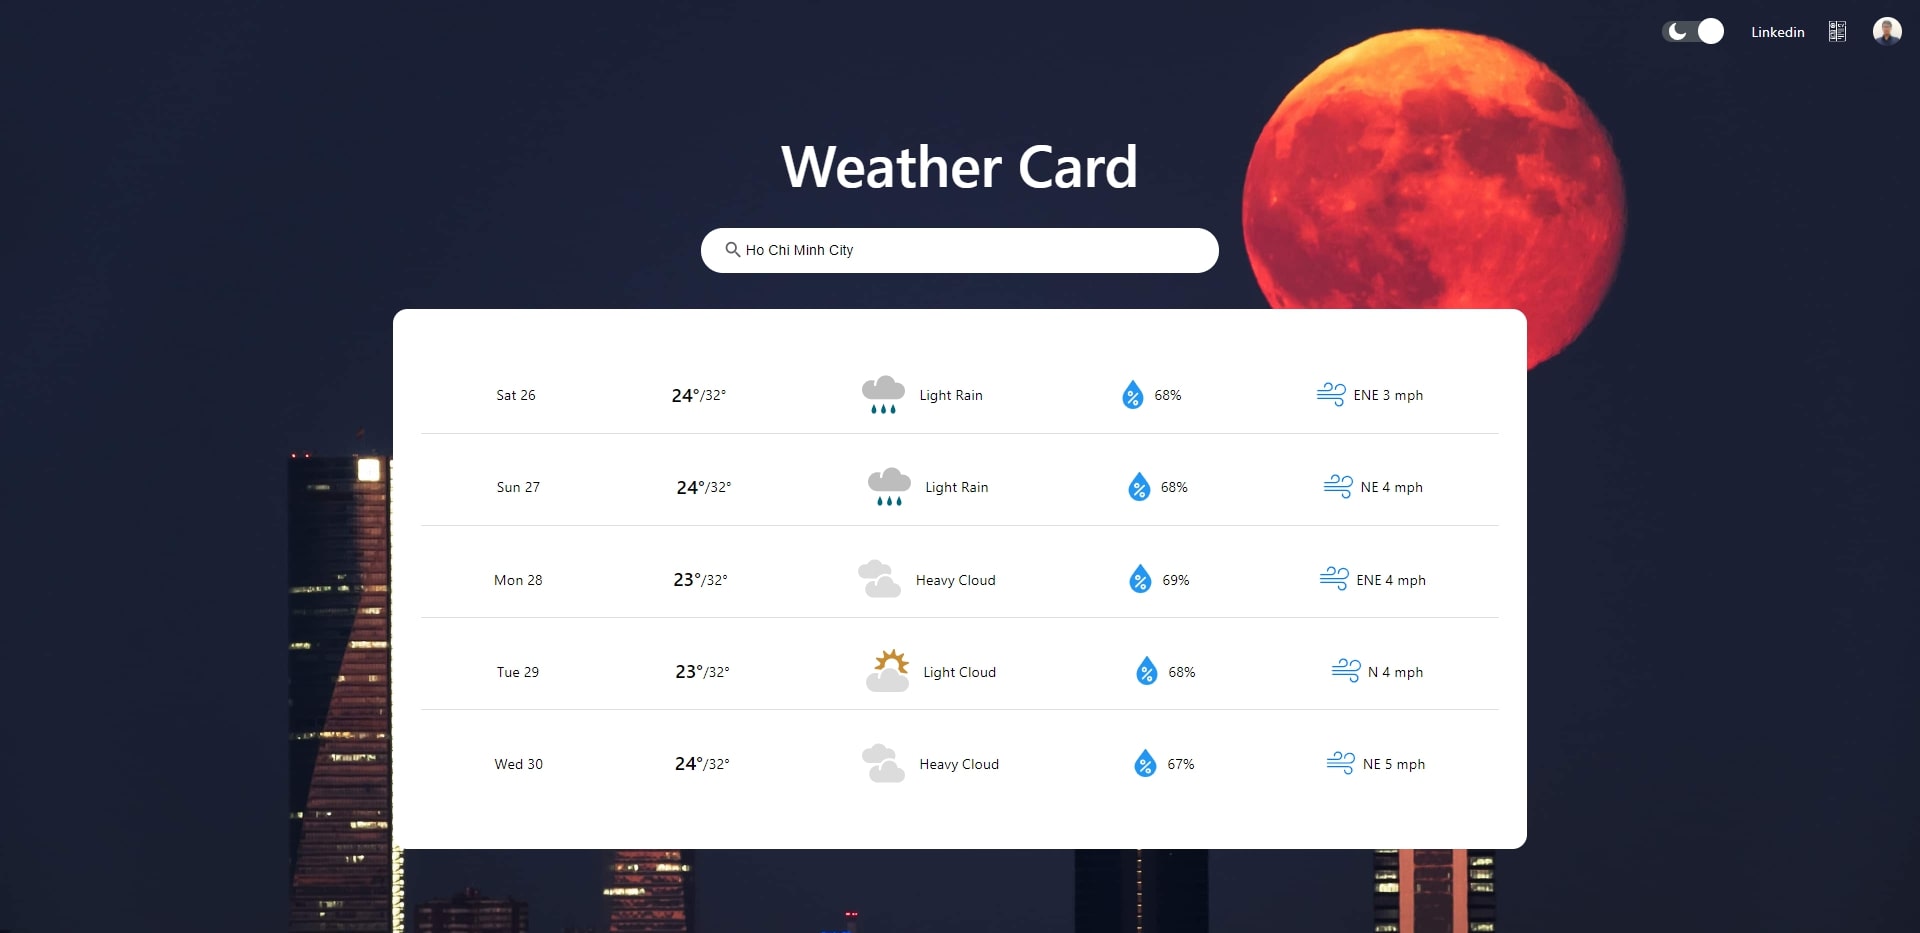 Linkedin
Weather Card
Ho Chi Minh City
Sat 26 24°/32° Light Rain 68% ENE 3 mph
Sun 27 24°/32° Light Rain 68% NE 4 mph
Mon 28 23°/32° Heavy Cloud 69% ENE 4 mph
Tue 29 23°/32° Light Cloud 68% N 4 mph
Wed 30 24°/32° Heavy Cloud 67% NE 5 mph